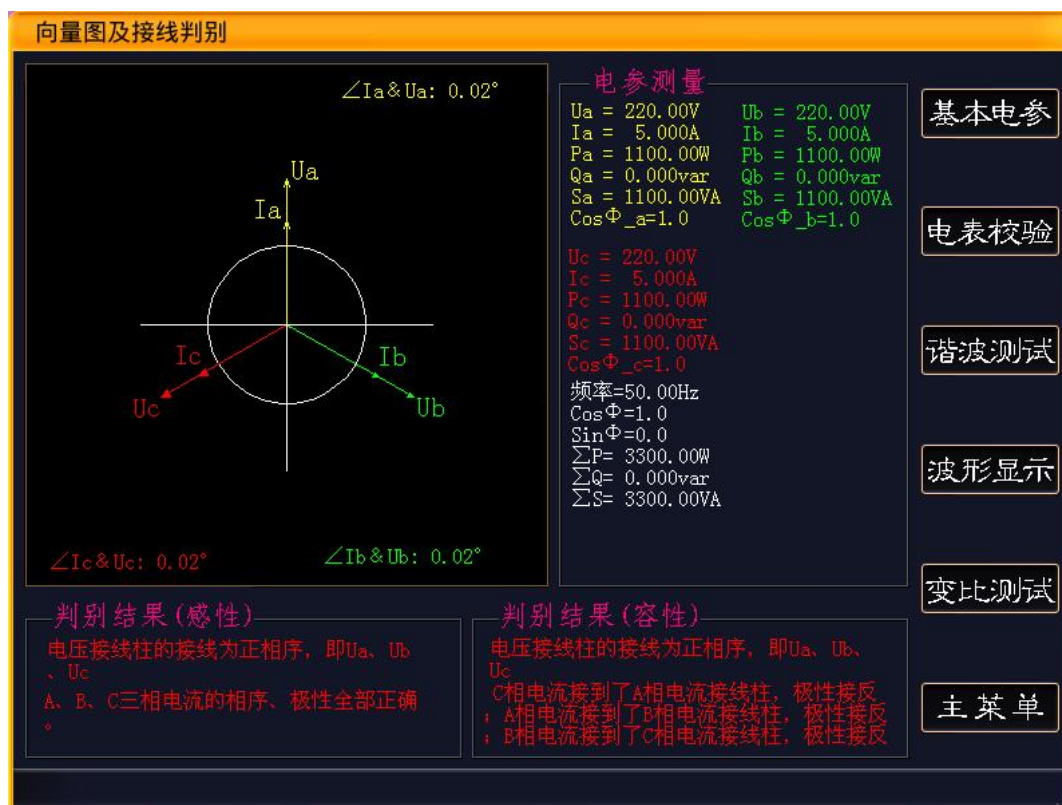 向量图及接线判别
∠Ia&Ua: 0.02°
Ua
Ia
Ic
Ib
Uc
Ub
∠Ic&Uc: 0.02°
∠Ib&Ub: 0.02°
电参测量
Ua = 220.00V
Ia =   5.000A
Pa = 1100.00W
Qa = 0.000var
Sa = 1100.00VA
CosΦ_a=1.0
Ub = 220.00V
Ib =   5.000A
Pb = 1100.00W
Qb = 0.000var
Sb = 1100.00VA
CosΦ_b=1.0
Uc = 220.00V
Ic =   5.000A
Pc = 1100.00W
Qc = 0.000var
Sc = 1100.00VA
CosΦ_c=1.0
频率=50.00Hz
CosΦ=1.0
SinΦ=0.0
∑P= 3300.00W
∑Q= 0.000var
∑S= 3300.00VA
判别结果(感性)
电压接线柱的接线为正相序，即Ua、Ub
、Uc
A、B、C三相电流的相序、极性全部正确
。
判别结果(容性)
电压接线柱的接线为正相序，即Ua、Ub、
Uc
C相电流接到了A相电流接线柱，极性接反
；A相电流接到了B相电流接线柱，极性接反
；B相电流接到了C相电流接线柱，极性接反
基本电参
电表校验
谐波测试
波形显示
变比测试
主菜单